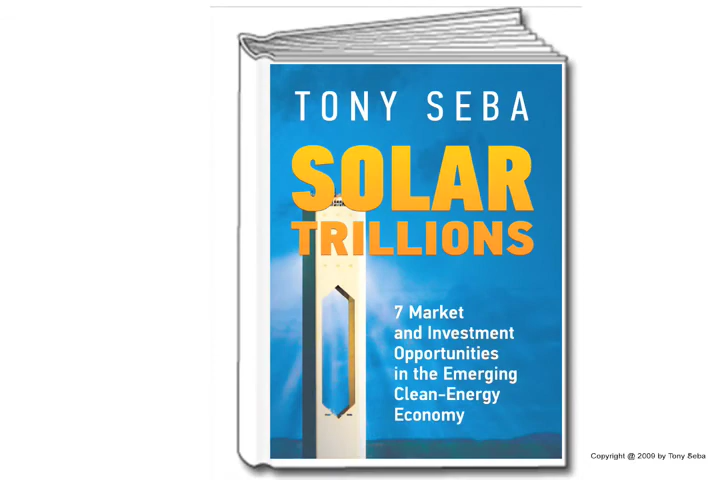 TONY SEBA
SOLAR
TRILLIONS
7 Market
and Investment
Opportunities
in the Emerging
Clean-Energy
Economy
Copyright @ 2009 by Tony Seba